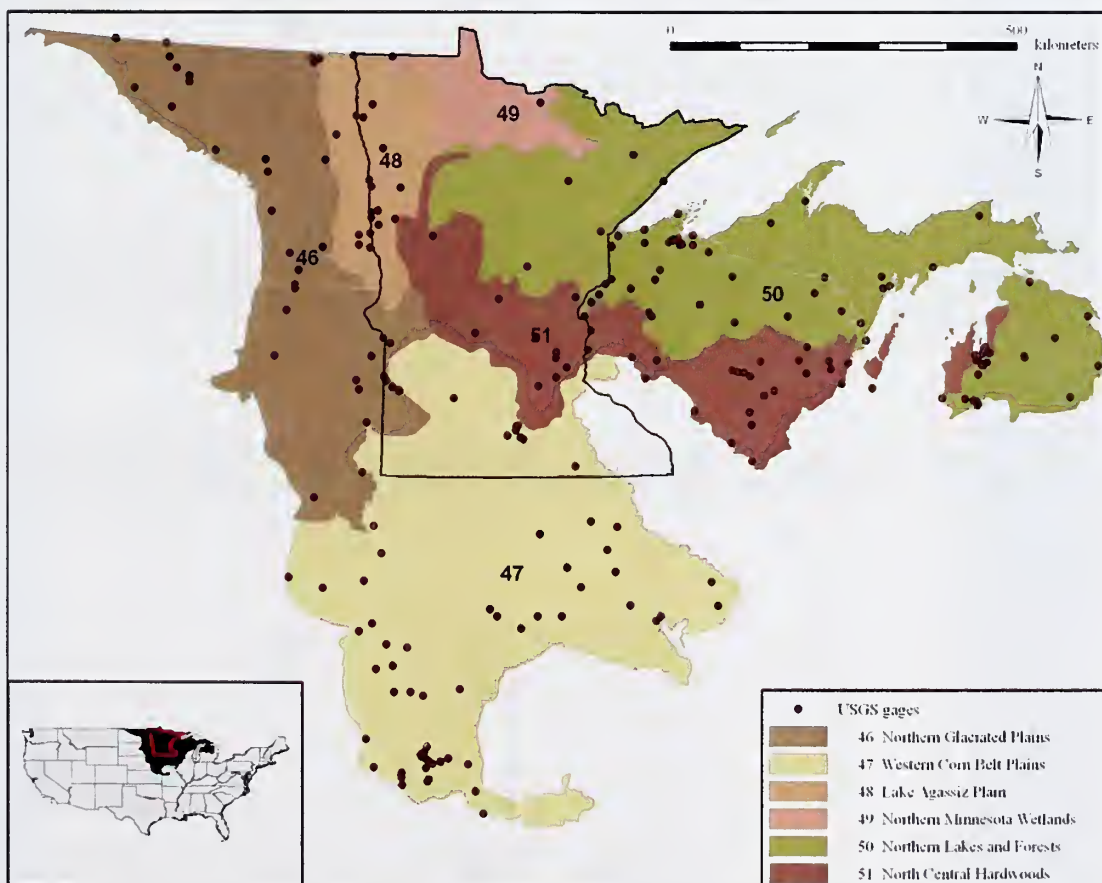 0 500
kilometers
N
W E
S
49
48
46
50
51
47
USGS gages
46 Northern Glaciated Plains
47 Western Corn Belt Plains
48 Lake Agassiz Plain
49 Northern Minnesota Wetlands
50 Northern Lakes and Forests
51 North Central Hardwoods